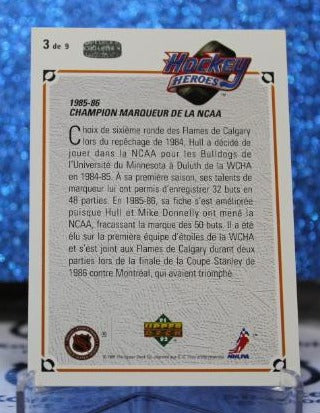 3 de 9
Hockey
HEROES
1985-86
CHAMPION MARQUEUR DE LA NCAA
Choix de sixième ronde des Flames de Calgary
lors du repêchage de 1984, Hull a décidé de
jouer dans la NCAA pour les Bulldogs de
l'Université du Minnesota à Duluth de la WCHA
en 1984-85. À sa première saison, ses talents de
marqueur lui ont permis d'enregistrer 32 buts en
48 parties. En 1985-86, sa fiche s'est améliorée
puisque Hull et Mike Donnelly ont mené la
NCAA, fracassant la marque des 50 buts. Il a été
élu sur la première équipe d'étoiles de la WCHA
et s'est joint aux Flames de Calgary durant deux
parties lors de la finale de la Coupe Stanley de
1986 contre Montréal, qui avaient triomphé.
91
UPPER DECK
92
NHLPA